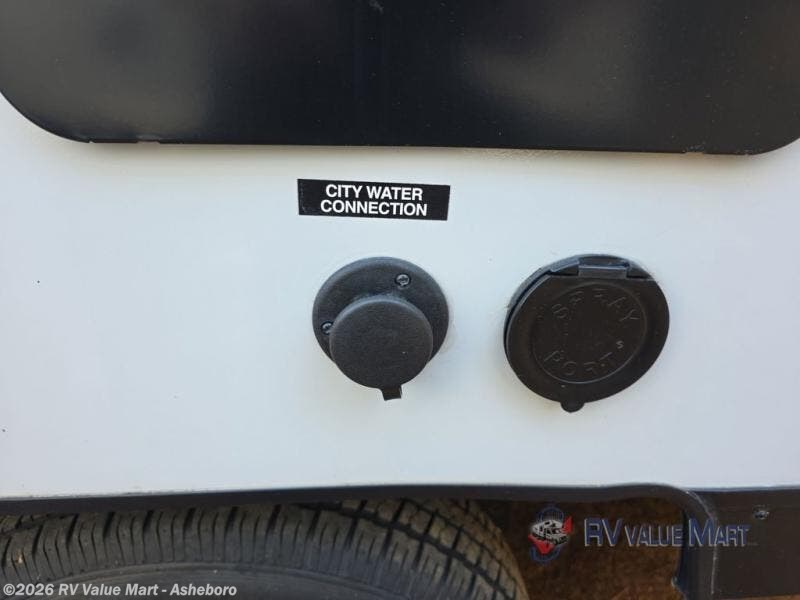 CITY WATER
CONNECTION
SPRAY
PORT
S
RV VALUE MART
©2026 RV Value Mart - Asheboro